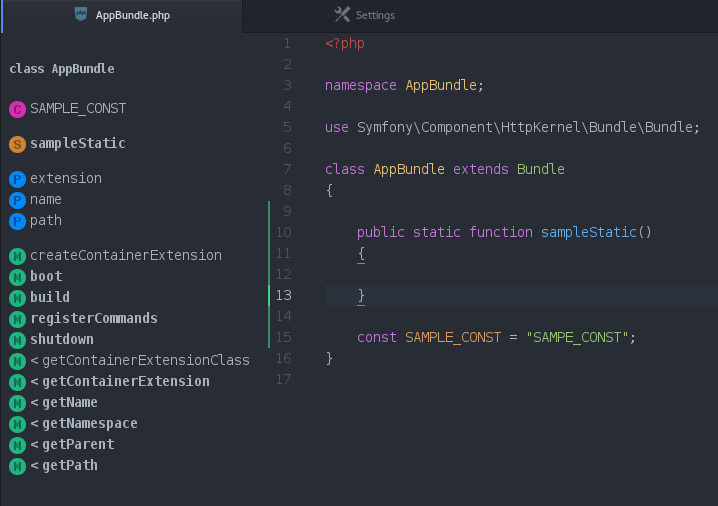 AppBundle.php
Settings
class AppBundle
C SAMPLE_CONST
S sampleStatic
P extension
P name
P path
M createContainerExtension
M boot
M build
M registerCommands
M shutdown
M < getContainerExtensionClass
M < getContainerExtension
M < getName
M < getNamespace
M < getParent
M < getPath
1 <?php
2
3 namespace AppBundle;
4
5 use Symfony\Component\HttpKernel\Bundle\Bundle;
6
7 class AppBundle extends Bundle
8 {
9
10 public static function sampleStatic()
11 {
12
13 }
14
15 const SAMPLE_CONST = "SAMPE_CONST";
16 }
17